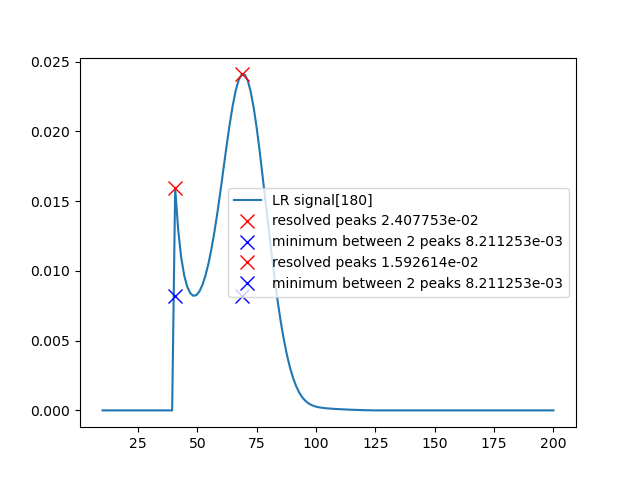 0.025
0.020
0.015
0.010
0.005
0.000
LR signal[180]
resolved peaks 2.407753e-02
minimum between 2 peaks 8.211253e-03
resolved peaks 1.592614e-02
minimum between 2 peaks 8.211253e-03
25 50 75 100 125 150 175 200